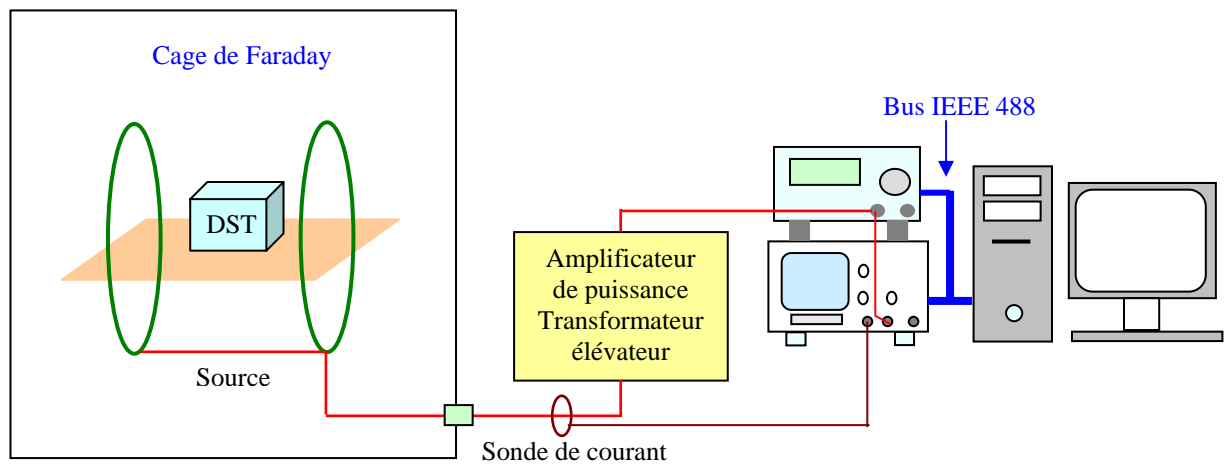 Cage de Faraday
Bus IEEE 488
DST
Amplificateur
de puissance
Transformateur
élévateur
Source
Sonde de courant